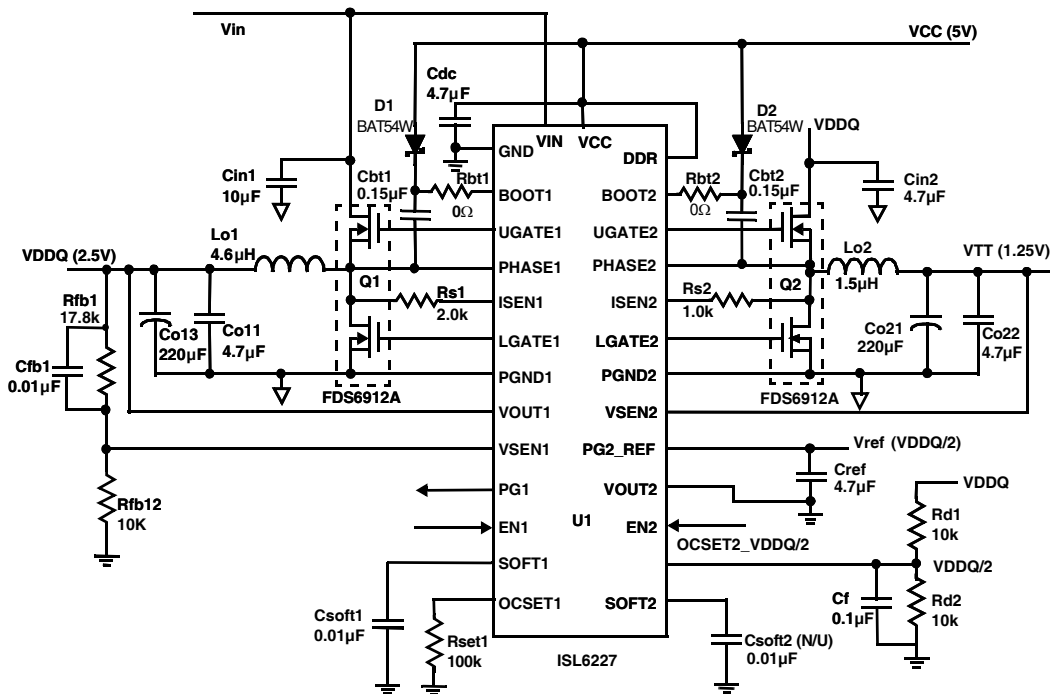 Vin
VCC (5V)
Cdc
4.7µF
D1
BAT54W
D2
BAT54W
VDDQ
VIN
VCC
GND
DDR
Cin1
10µF
Cbt1
0.15µF
Rbt1
0Ω
BOOT1
BOOT2
Rbt2
0Ω
Cbt2
0.15µF
Cin2
4.7µF
UGATE1
UGATE2
VDDQ (2.5V)
Lo1
4.6µH
PHASE1
PHASE2
Lo2
1.5µH
VTT (1.25V)
Rfb1
17.8k
Q1
Rs1
2.0k
ISEN1
ISEN2
Rs2
1.0k
Q2
Co13
220µF
Co11
4.7µF
LGATE1
LGATE2
Co21
220µF
Co22
4.7µF
Cfb1
0.01µF
PGND1
PGND2
FDS6912A
FDS6912A
VOUT1
VSEN2
VSEN1
PG2_REF
Vref (VDDQ/2)
Cref
4.7µF
Rfb12
10K
PG1
VOUT2
VDDQ
U1
EN1
EN2
OCSET2_VDDQ/2
Rd1
10k
SOFT1
VDDQ/2
OCSET1
SOFT2
Cf
0.1µF
Rd2
10k
Csoft1
0.01µF
Rset1
100k
Csoft2 (N/U)
0.01µF
ISL6227